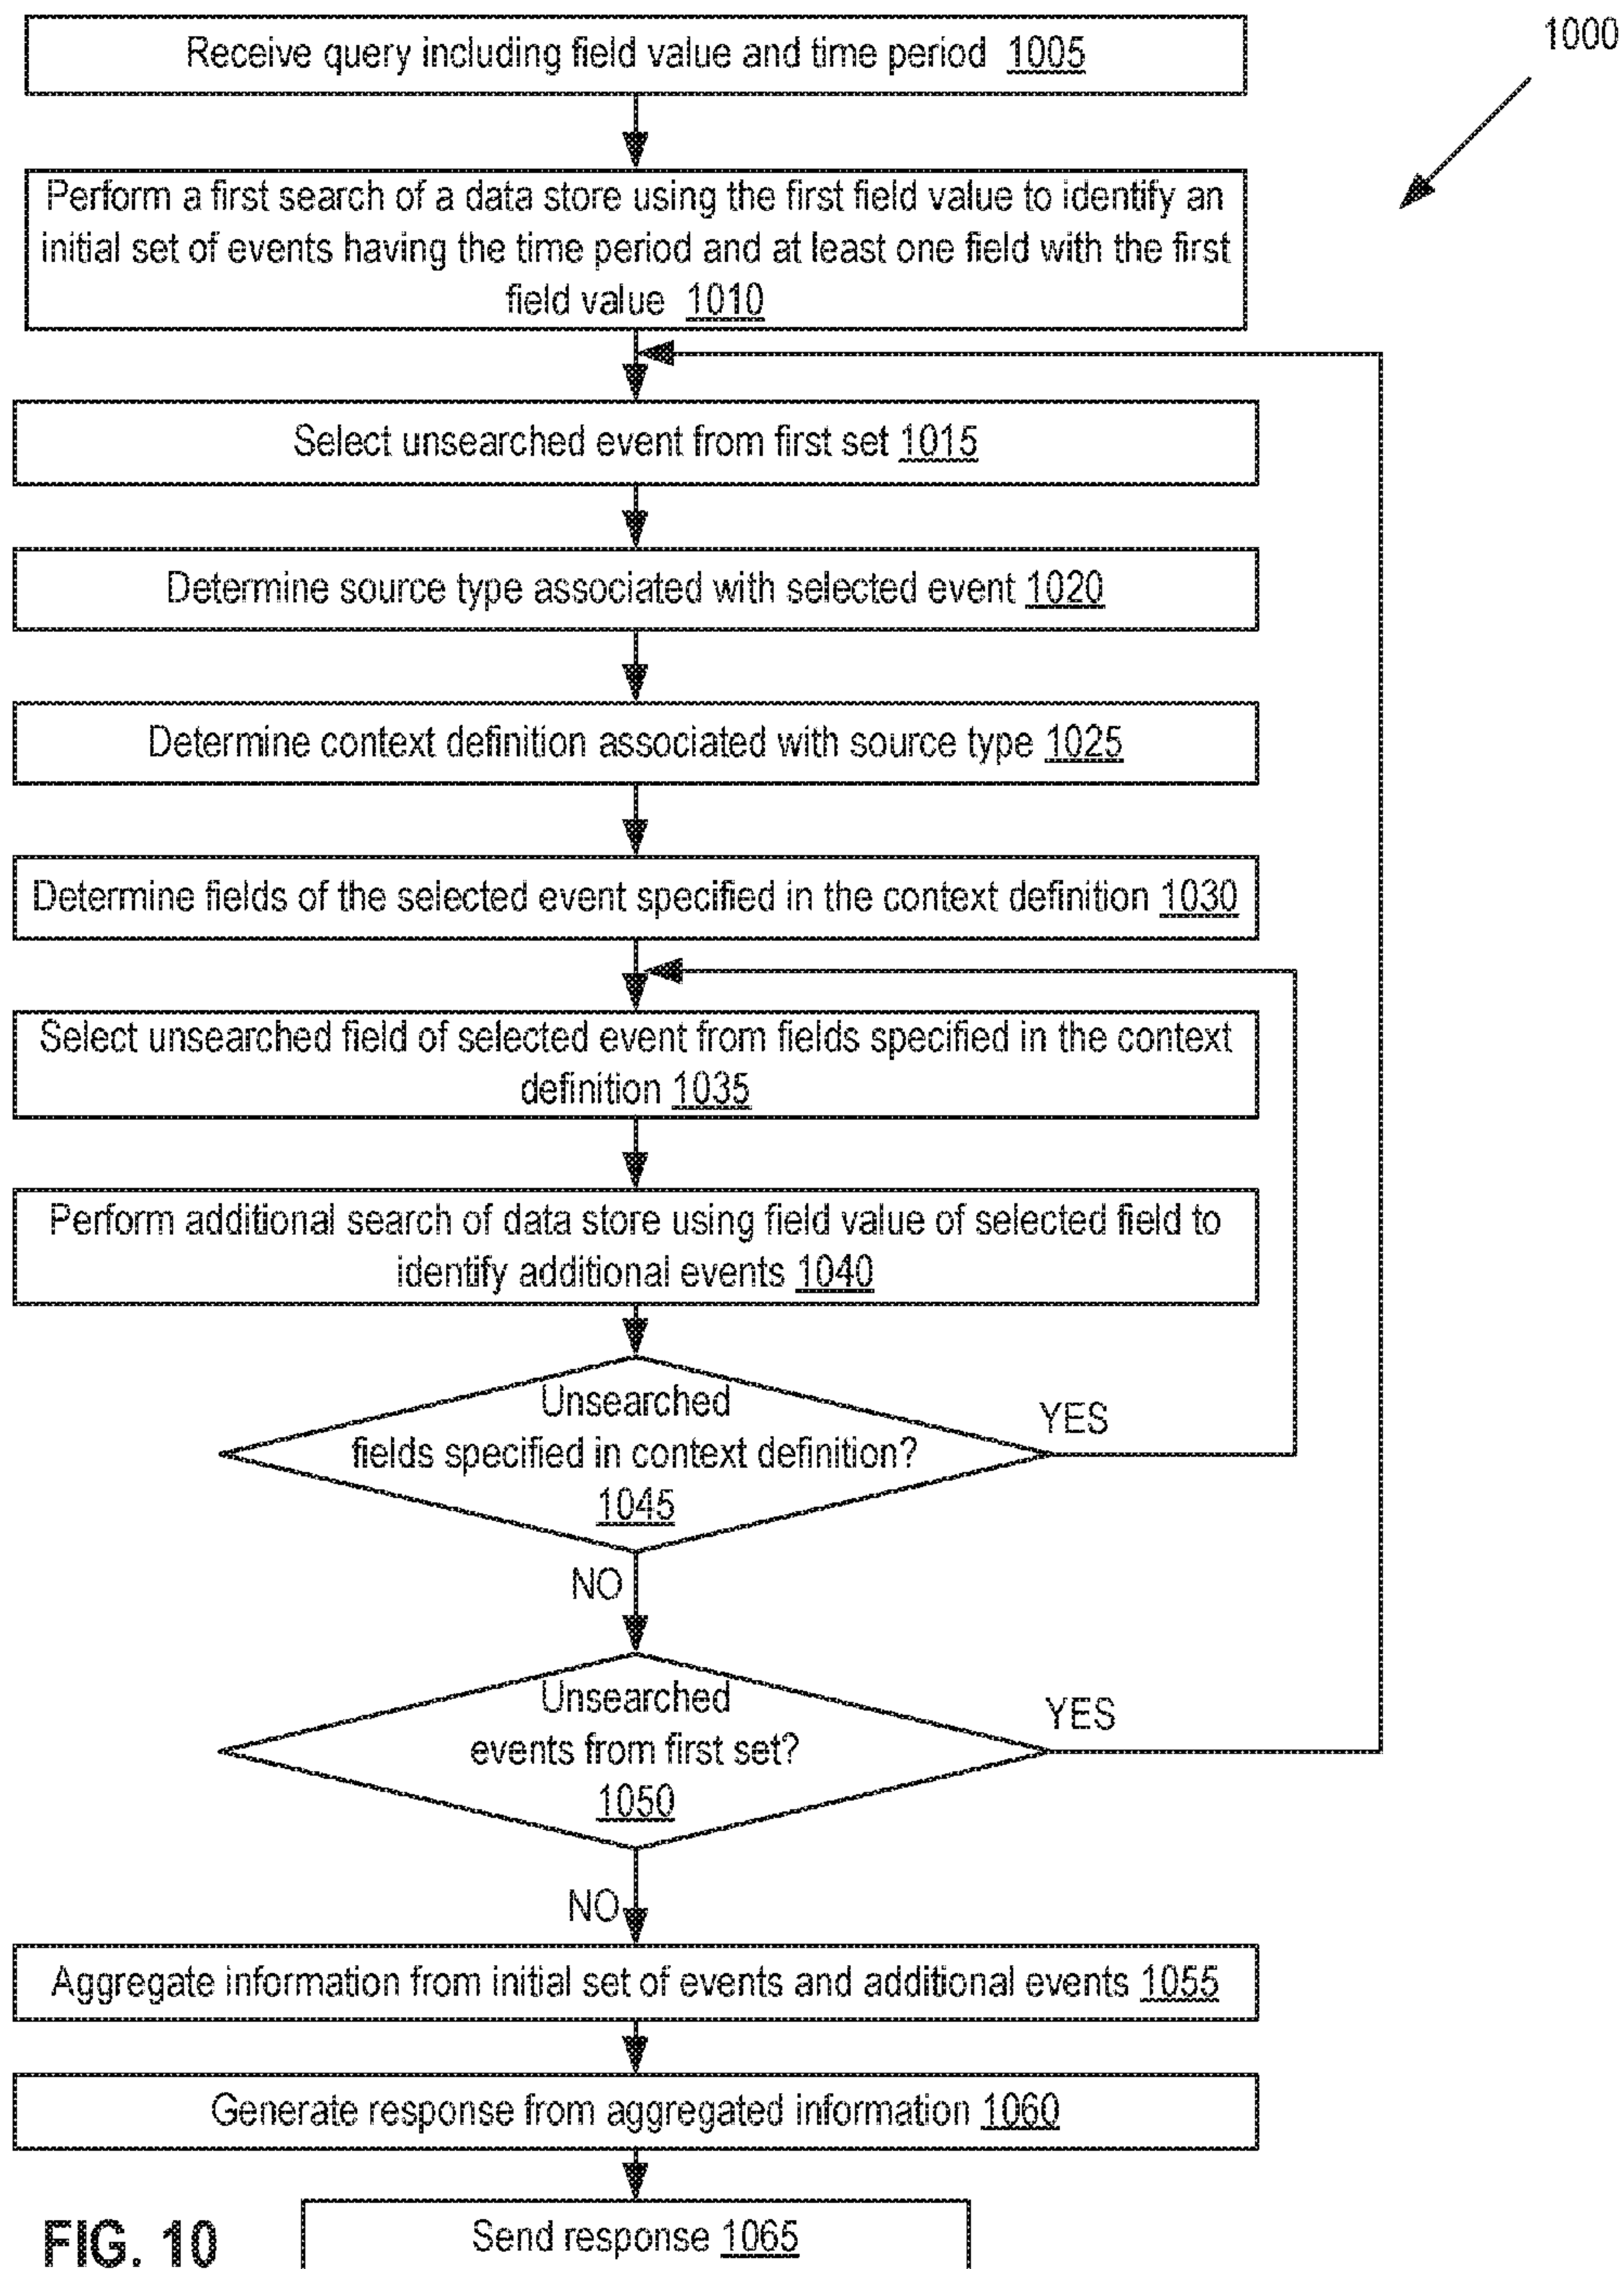 1000
Receive query including field value and time period 1005
Perform a first search of a data store using the first field value to identify an
initial set of events having the time period and at least one field with the first
field value 1010
Select unsearched event from first set 1015
Determine source type associated with selected event 1020
Determine context definition associated with source type 1025
Determine fields of the selected event specified in the context definition 1030
Select unsearched field of selected event from fields specified in the context
definition 1035
Perform additional search of data store using field value of selected field to
identify additional events 1040
Unsearched
fields specified in context definition?
1045
YES
NO
Unsearched
events from first set?
1050
YES
NO
Aggregate information from initial set of events and additional events 1055
Generate response from aggregated information 1060
Send response 1065
FIG. 10